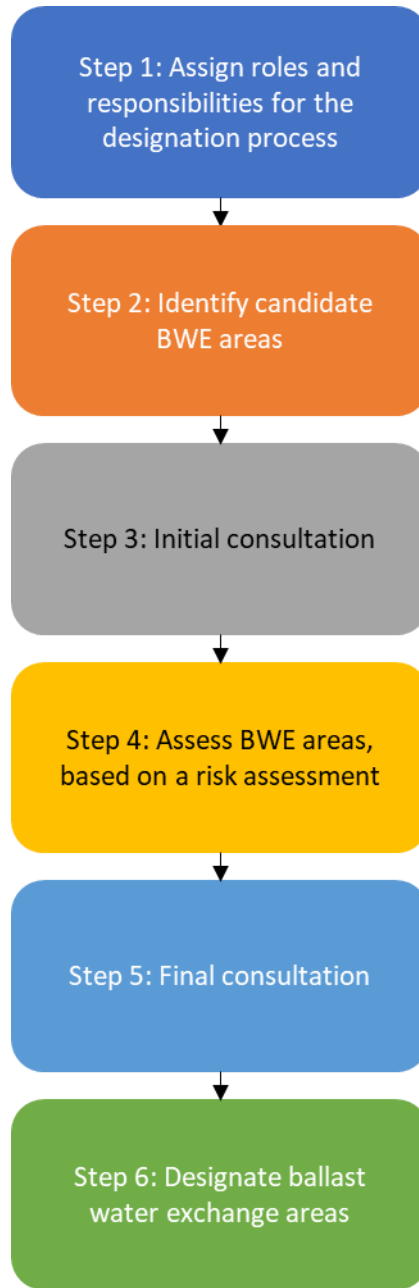 Step 1: Assign roles and
responsibilities for the
designation process
Step 2: Identify candidate
BWE areas
Step 3: Initial consultation
Step 4: Assess BWE areas,
based on a risk assessment
Step 5: Final consultation
Step 6: Designate ballast
water exchange areas